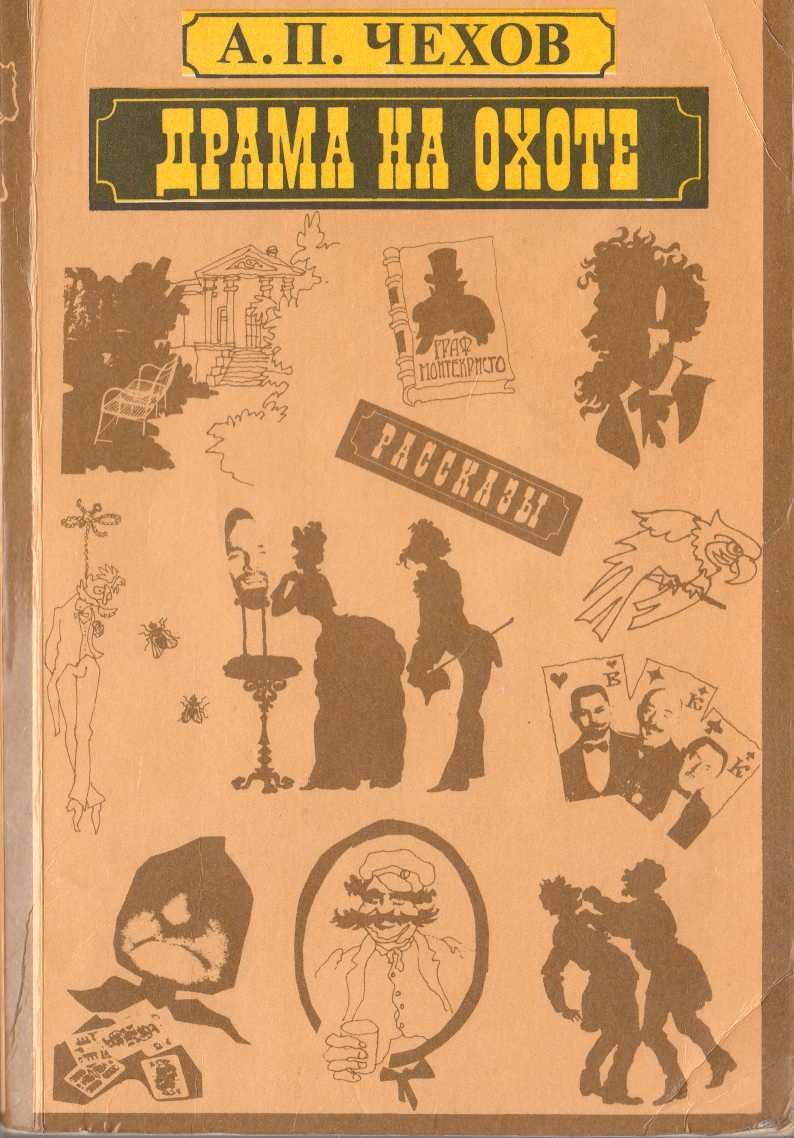 А. П. ЧЕХОВ
ДРАМА НА ОХОТЕ
ГРАФ
МОНТЕКРИСТО
РАССКАЗЫ
В
К
К